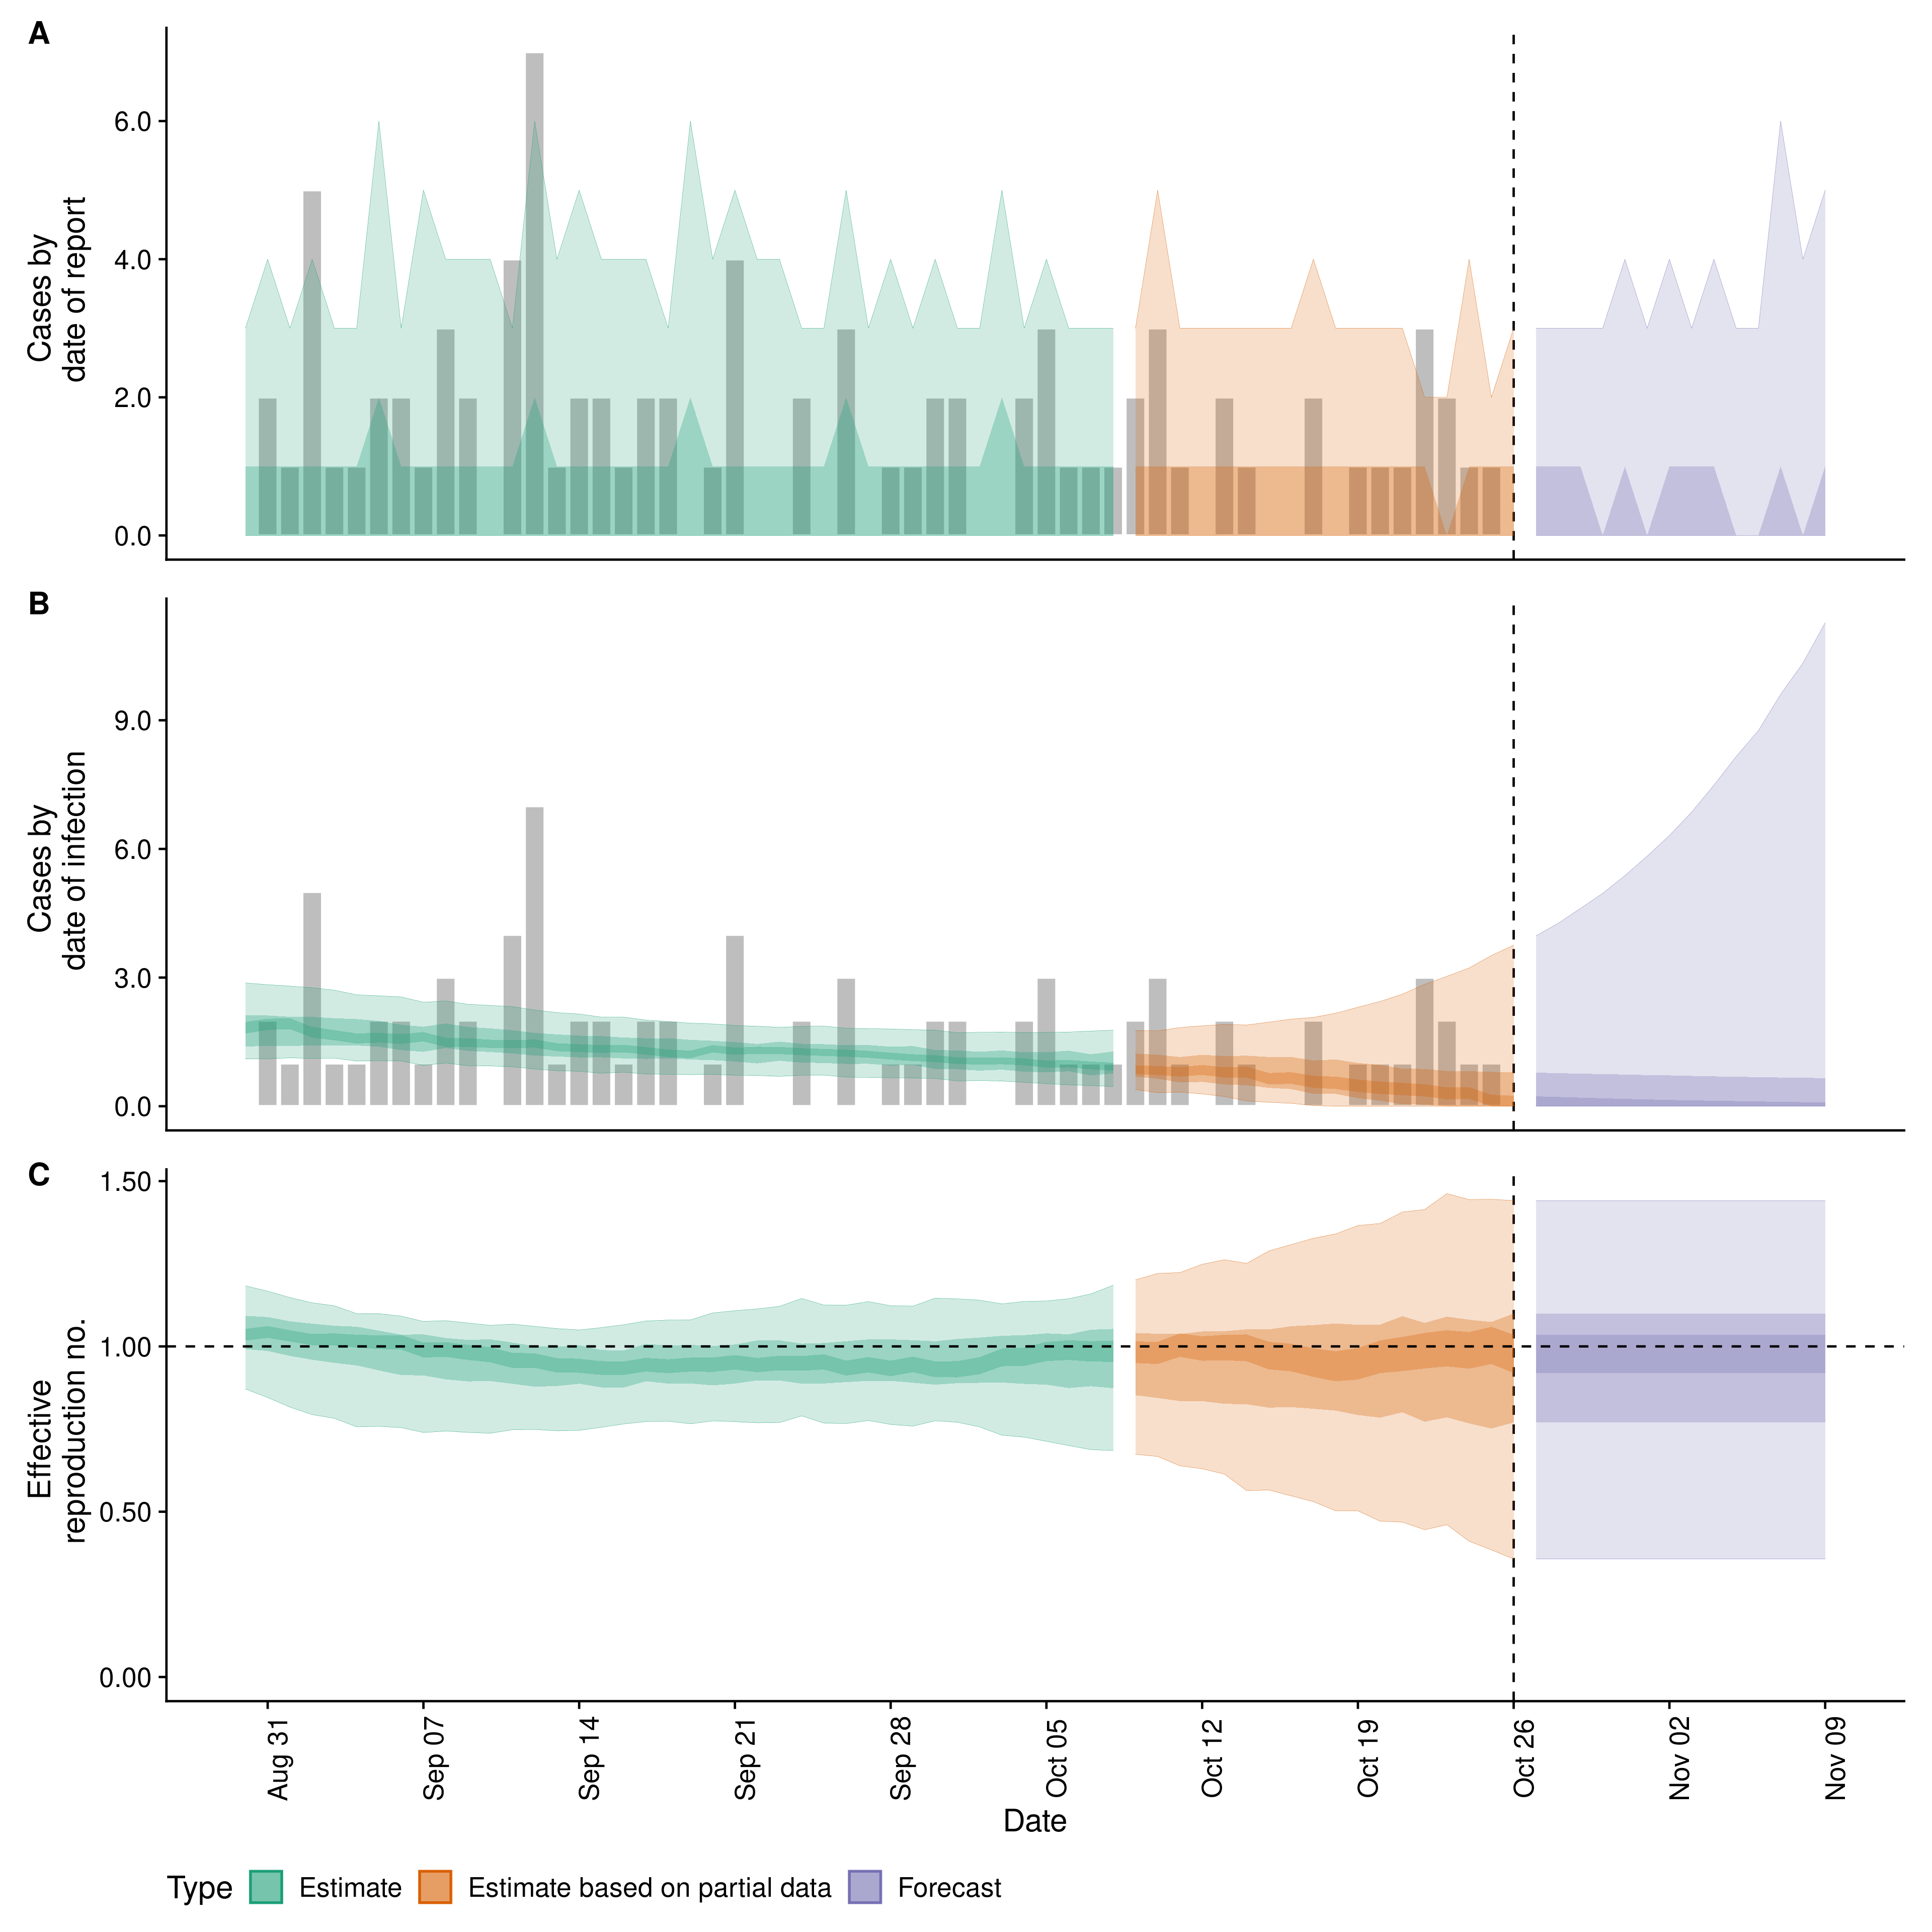 A
Cases by
date of report
6.0
4.0
2.0
0.0
B
Cases by
date of infection
9.0
6.0
3.0
0.0
C
Effective
reproduction no.
1.50
1.00
0.50
0.00
Aug 31
Sep 07
Sep 14
Sep 21
Sep 28
Oct 05
Oct 12
Oct 19
Oct 26
Nov 02
Nov 09
Date
Type Estimate Estimate based on partial data Forecast